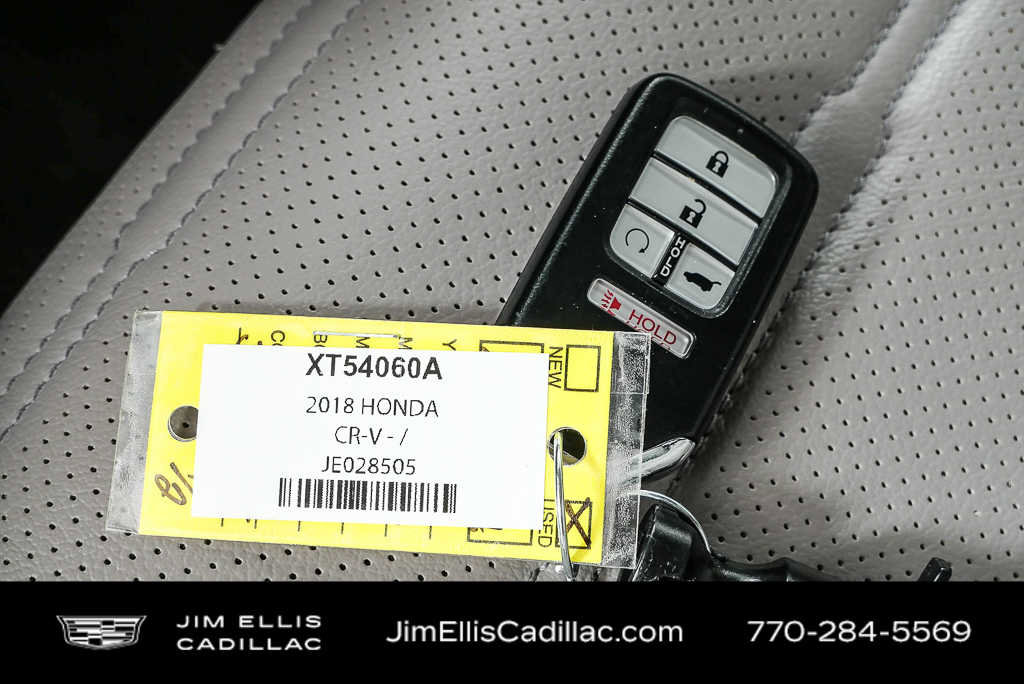 HOLD
HOLD
NEW
XT54060A
2018 HONDA
CR-V - /
JE028505
USED
JIM ELLIS
CADILLAC
JimEllisCadillac.com
770-284-5569